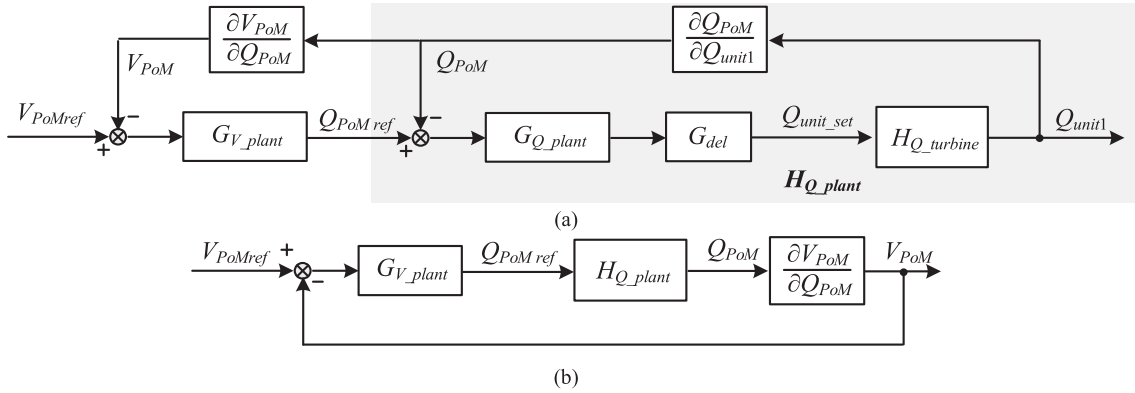 ∂V_PoM / ∂Q_PoM
∂Q_PoM / ∂Q_unit1
V_PoM
Q_PoM
V_PoMref
+
−
G_V_plant
Q_PoM ref
+
−
G_Q_plant
G_del
Q_unit_set
H_Q_turbine
Q_unit1
H_Q_plant
(a)
V_PoMref
+
−
G_V_plant
Q_PoM ref
H_Q_plant
Q_PoM
∂V_PoM / ∂Q_PoM
V_PoM
(b)